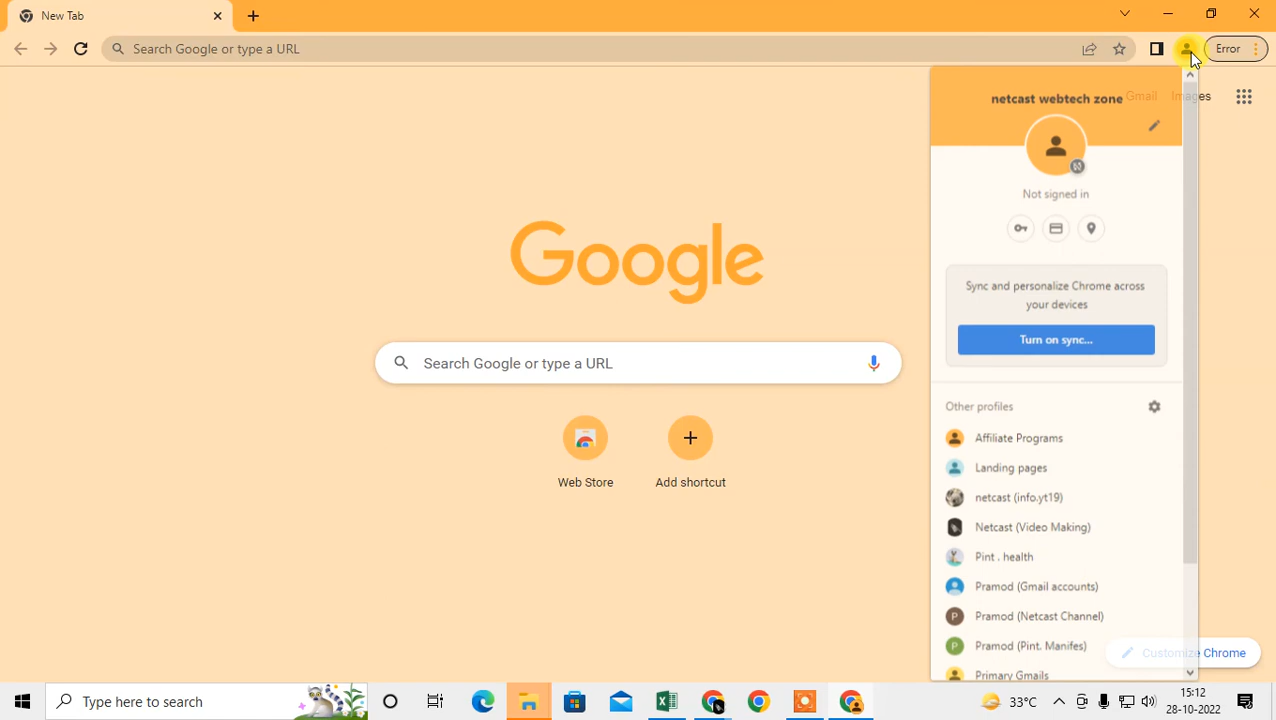 New Tab
Search Google or type a URL
Error
netcast webtech zone
Gmail Images
Not signed in
Google
Sync and personalize Chrome across
your devices
Turn on sync...
Search Google or type a URL
Other profiles
Affiliate Programs
Landing pages
Web Store
Add shortcut
netcast (info.yt19)
Netcast (Video Making)
Pint . health
Pramod (Gmail accounts)
P Pramod (Netcast Channel)
P Pramod (Pint. Manifes)
Customize Chrome
Primary Gmails
Type here to search
33°C
15:12
28-10-2022